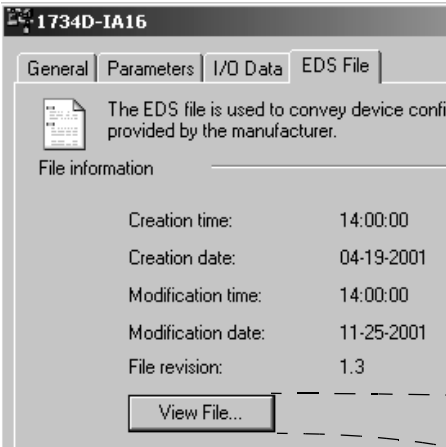 1734D-IA16
General Parameters I/O Data EDS File
The EDS file is used to convey device confi
provided by the manufacturer.
File information
Creation time: 14:00:00
Creation date: 04-19-2001
Modification time: 14:00:00
Modification date: 11-25-2001
File revision: 1.3
View File...